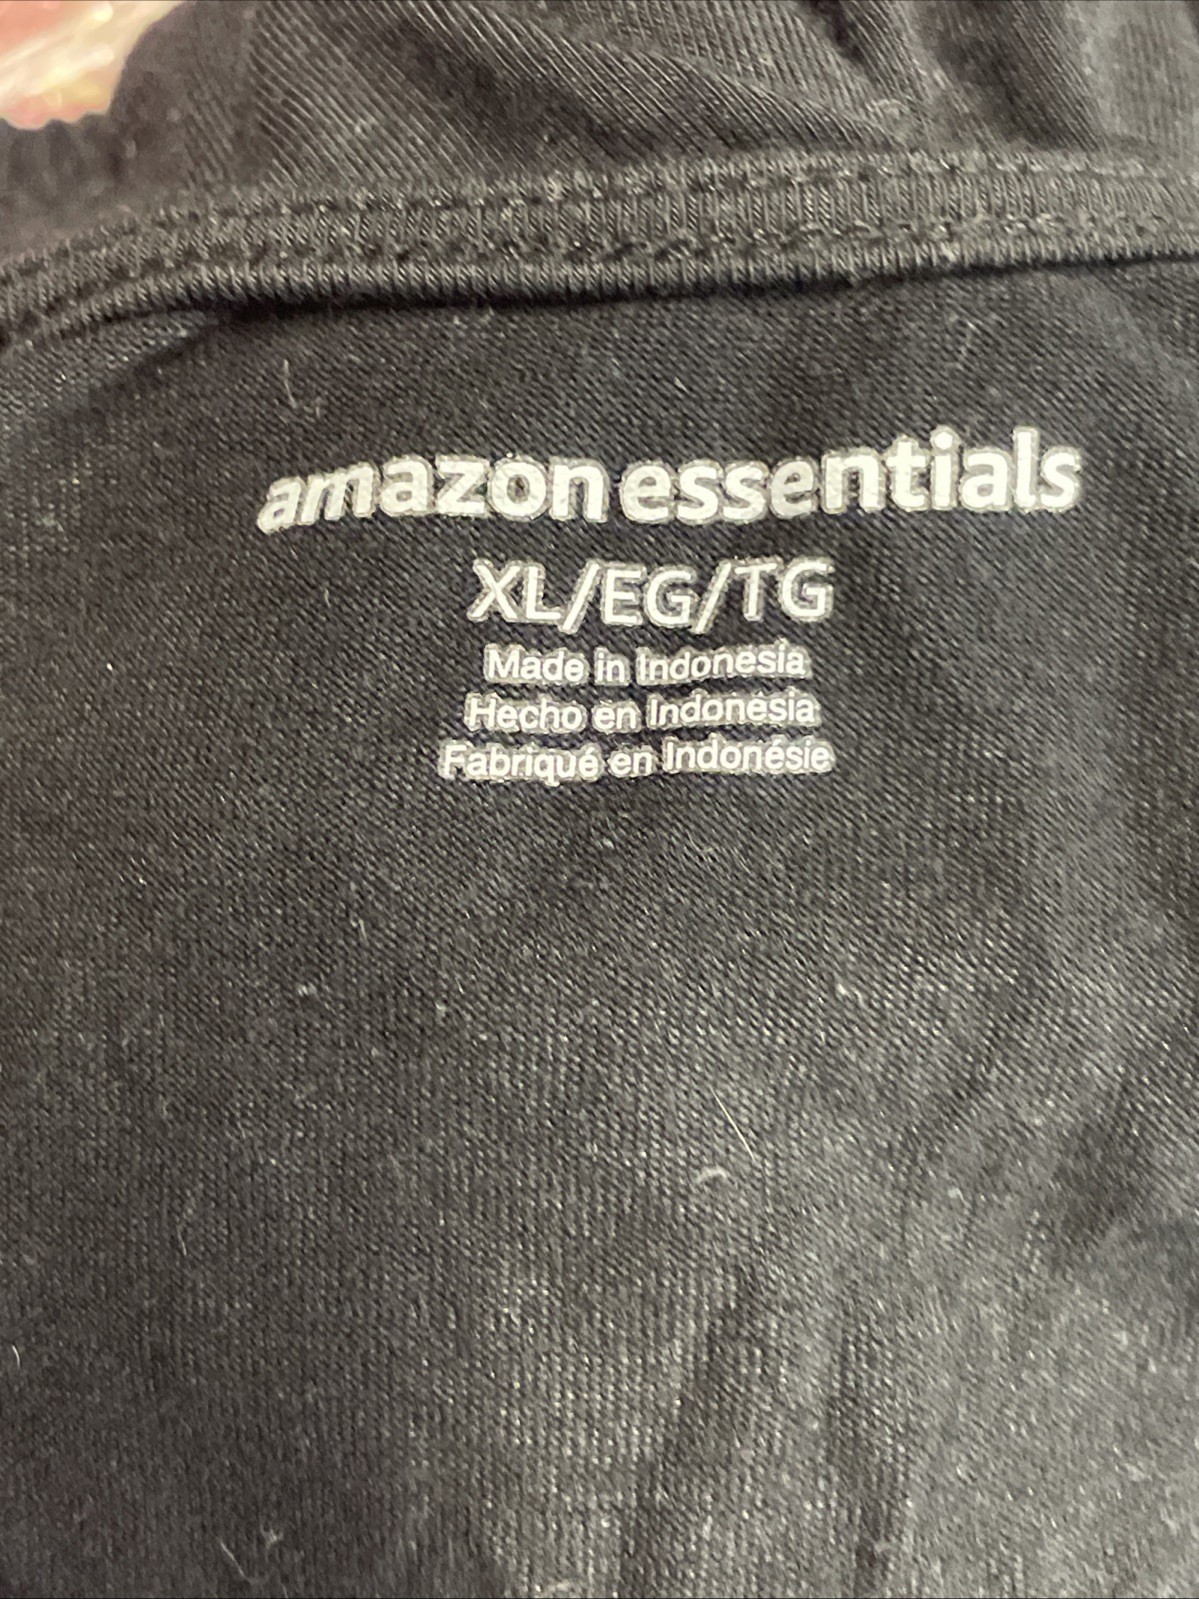 amazon essentials
XL/EG/TG
Made in Indonesia
Hecho en Indonesia
Fabriqué en Indonésie